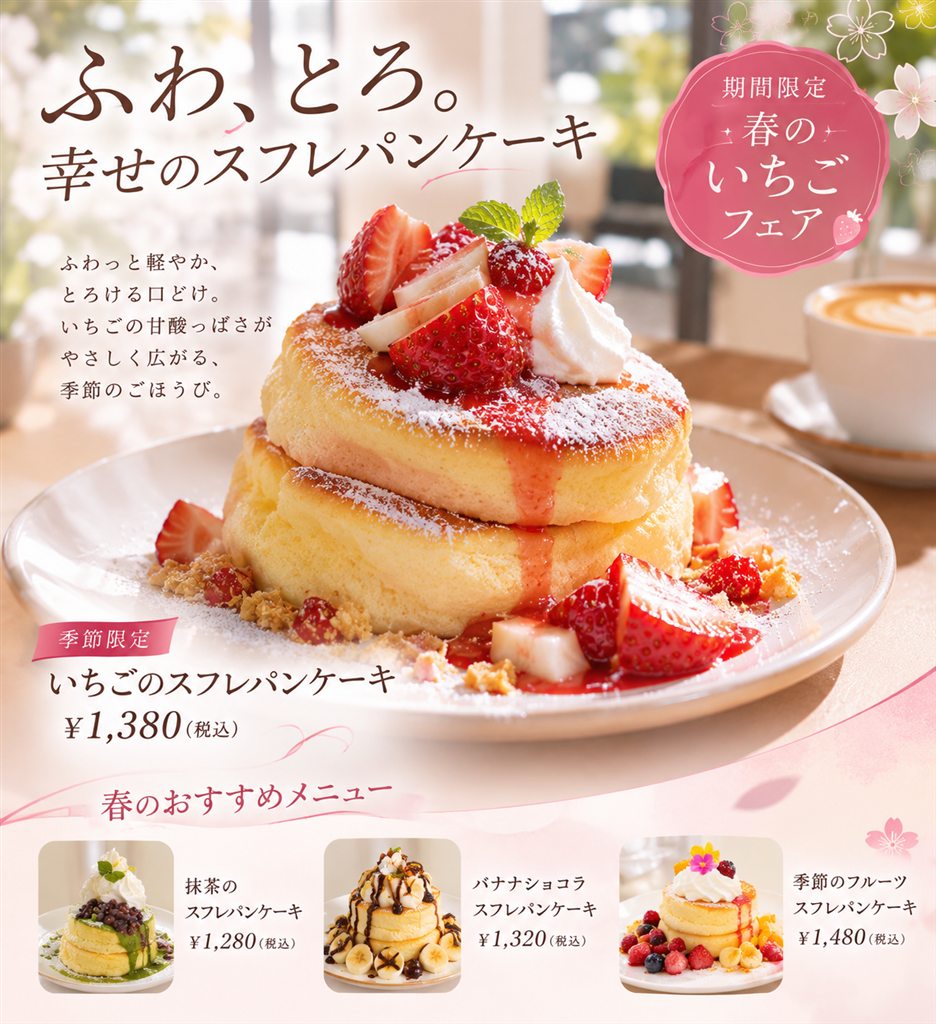 ふわ、とろ。
幸せのスフレパンケーキ
期間限定
春の
いちご
フェア
ふわっと軽やか、
とろける口どけ。
いちごの甘酸っぱさが
やさしく広がる、
季節のごほうび。
季節限定
いちごのスフレパンケーキ
¥1,380(税込)
春のおすすめメニュー
抹茶の
スフレパンケーキ
¥1,280(税込)
バナナショコラ
スフレパンケーキ
¥1,320(税込)
季節のフルーツ
スフレパンケーキ
¥1,480(税込)